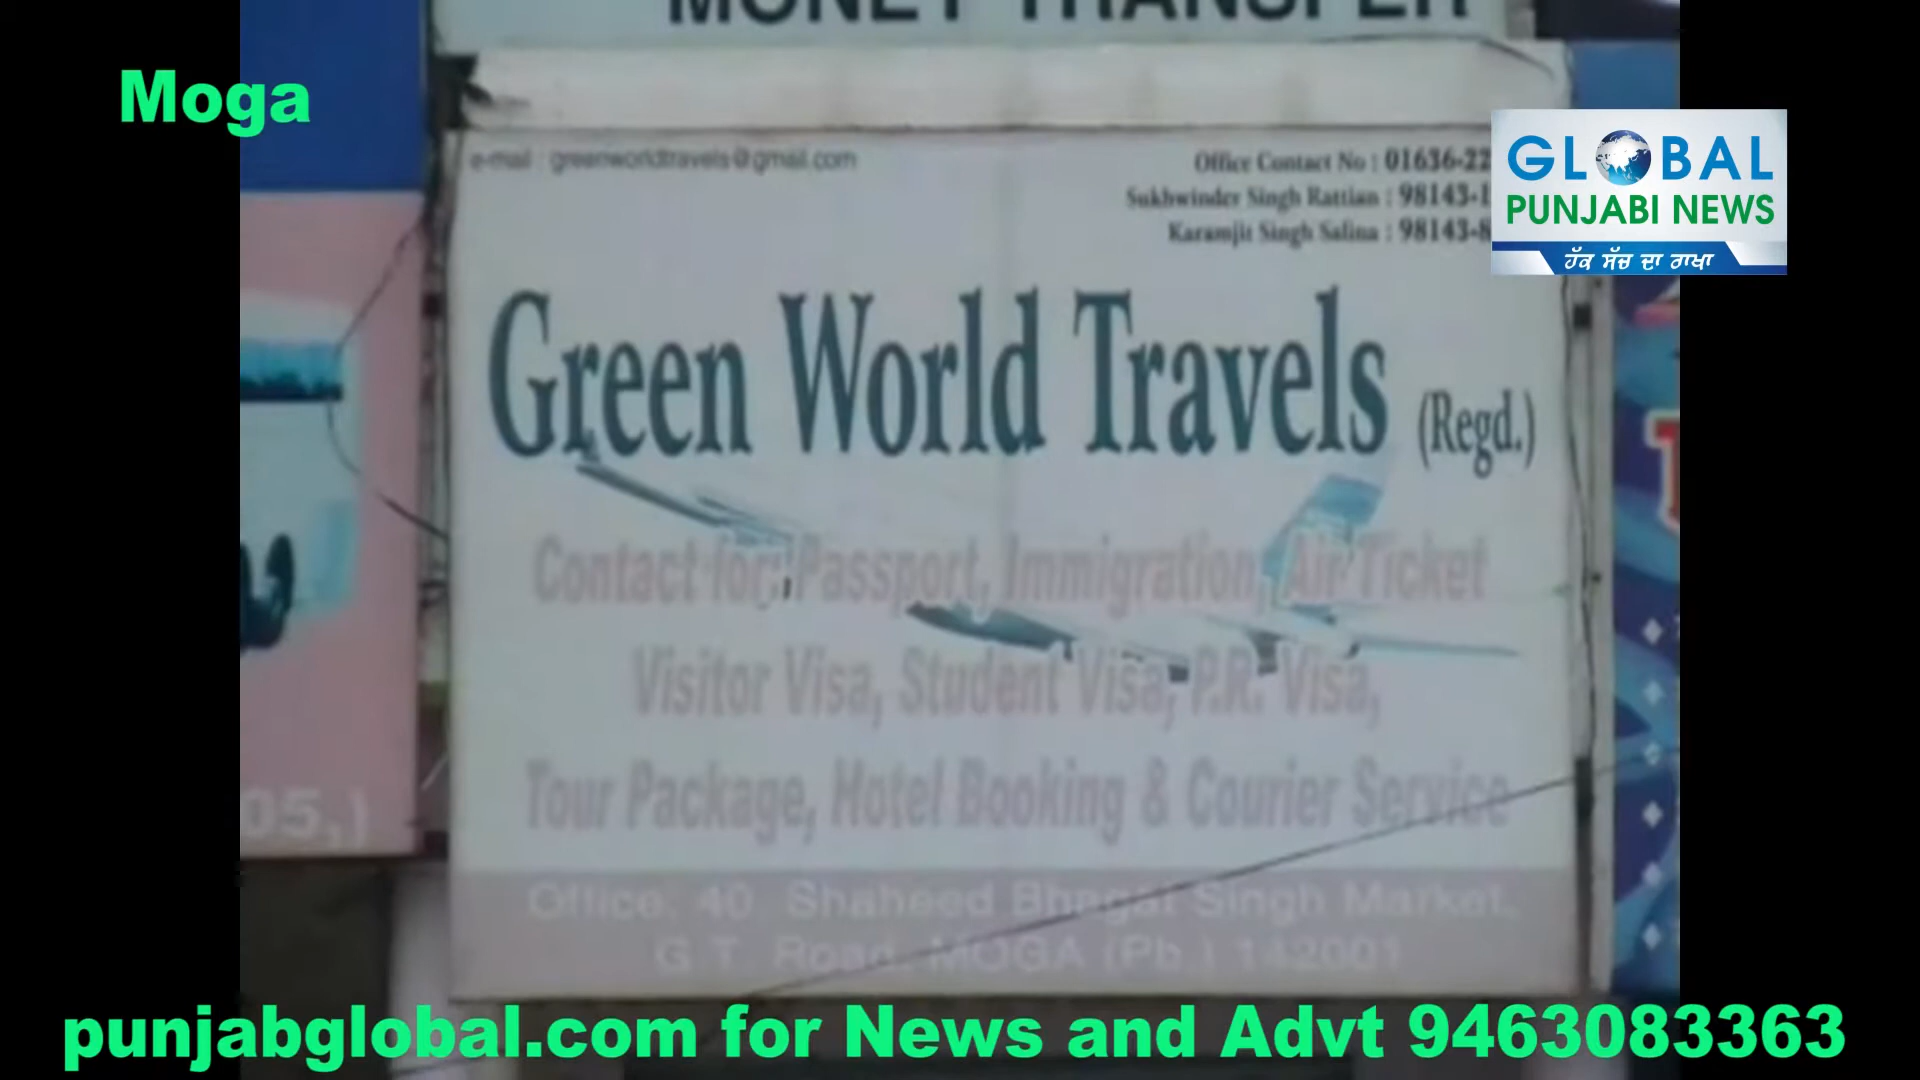 MONEY TRANSFER
Moga
e-mail : greenworldtravels@gmail.com
Office Contact No : 01636-22
Sukhwinder Singh Rattian : 98143-1
Karamjit Singh Salina : 98143-8
GLOBAL
PUNJABI NEWS
ਹੱਕ ਸੱਚ ਦਾ ਰਾਖਾ
Green World Travels (Regd.)
Contact for: Passport, Immigration, Air Ticket
Visitor Visa, Student Visa, P.R. Visa,
Tour Package, Hotel Booking & Courier Service
05,)
Office: 40, Shaheed Bhagat Singh Market,
G.T. Road, MOGA (Pb.) 142001
punjabglobal.com for News and Advt 9463083363